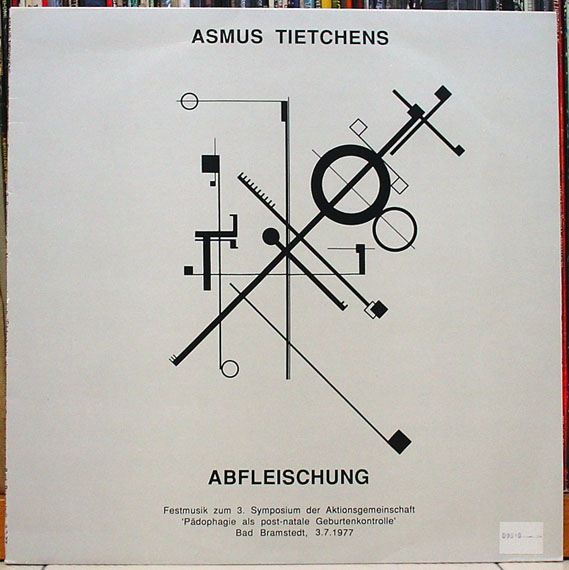 ASMUS TIETCHENS
ABFLEISCHUNG
Festmusik zum 3. Symposium der Aktionsgemeinschaft
'Pädophagie als post-natale Geburtenkontrolle'
Bad Bramstedt, 3.7.1977